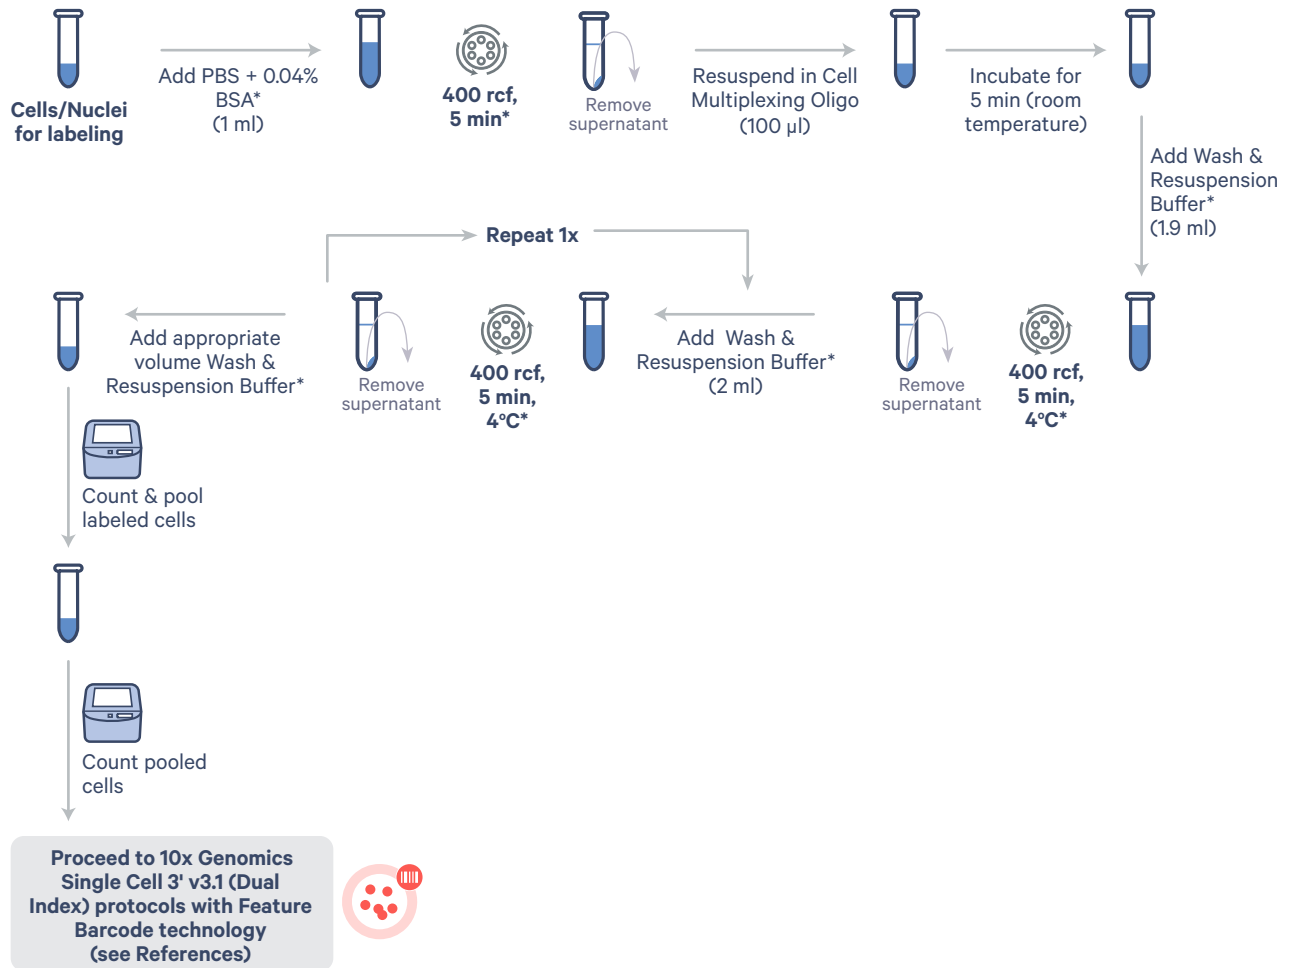 Cells/Nuclei
for labeling
Add PBS + 0.04%
BSA*
(1 ml)
400 rcf,
5 min*
Remove
supernatant
Resuspend in Cell
Multiplexing Oligo
(100 µl)
Incubate for
5 min (room
temperature)
Add Wash &
Resuspension
Buffer*
(1.9 ml)
400 rcf,
5 min,
4°C*
Remove
supernatant
Add Wash &
Resuspension Buffer*
(2 ml)
400 rcf,
5 min,
4°C*
Remove
supernatant
Repeat 1x
Add appropriate
volume Wash &
Resuspension Buffer*
Count & pool
labeled cells
Count pooled
cells
Proceed to 10x Genomics
Single Cell 3' v3.1 (Dual
Index) protocols with Feature
Barcode technology
(see References)